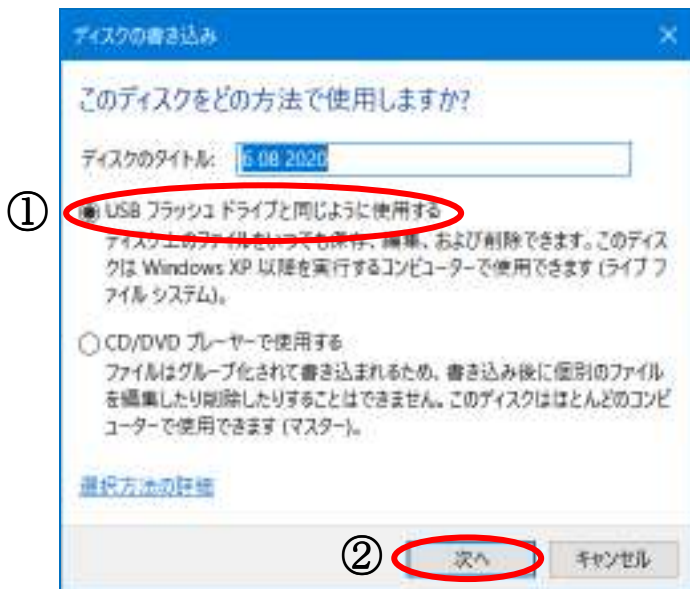 ディスクの書き込み
このディスクをどの方法で使用しますか?
ディスクのタイトル: 6 08 2020
① USB フラッシュ ドライブと同じように使用する
ディスク上のファイルをいつでも保存、編集、および削除できます。このディス
クは Windows XP 以降を実行するコンピューターで使用できます (ライブ フ
ァイル システム)。
CD/DVD プレーヤーで使用する
ファイルはグループ化されて書き込まれるため、書き込み後に個別のファイル
を編集したり削除したりすることはできません。このディスクはほとんどのコンピ
ューターで使用できます (マスター)。
選択方法の詳細
② 次へ キャンセル